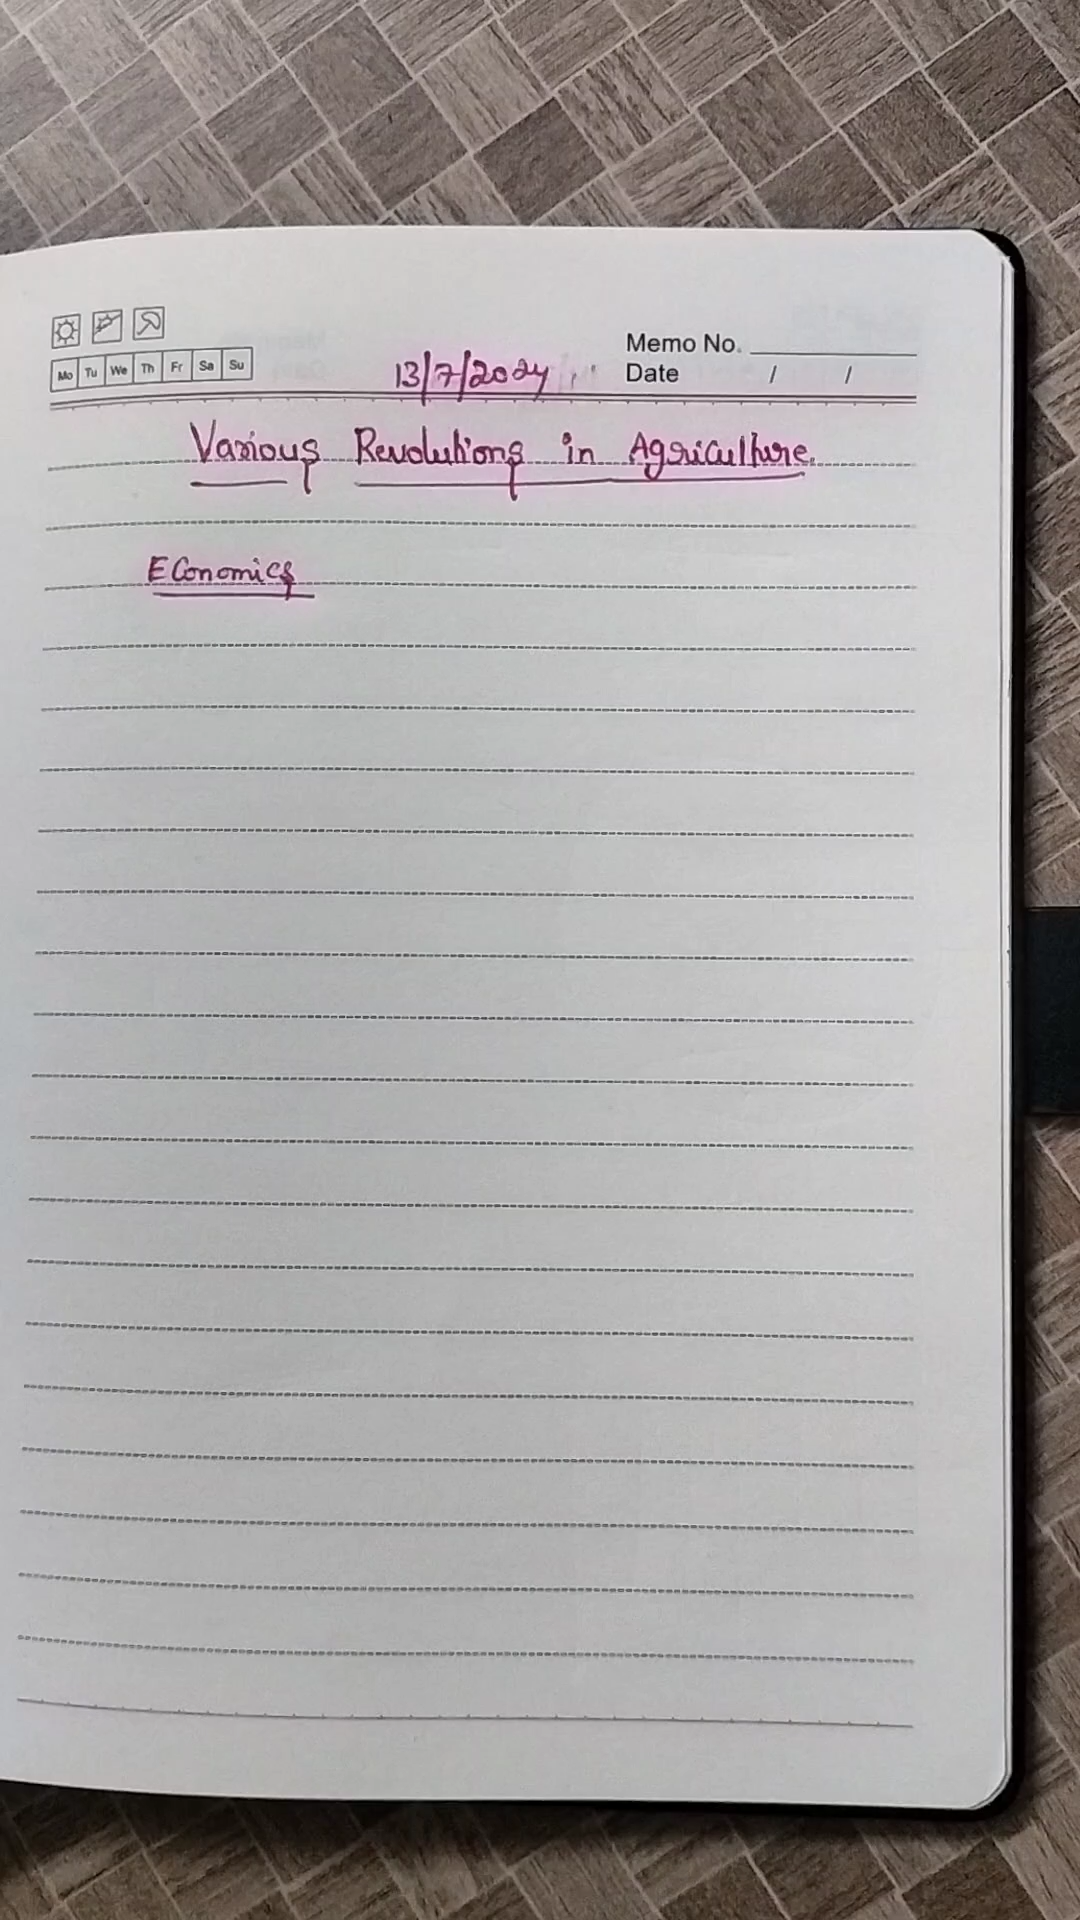 Mo Tu We Th Fr Sa Su
Memo No.
13/7/2024
Date / /
Various Revolutions in Agriculture.
Economics